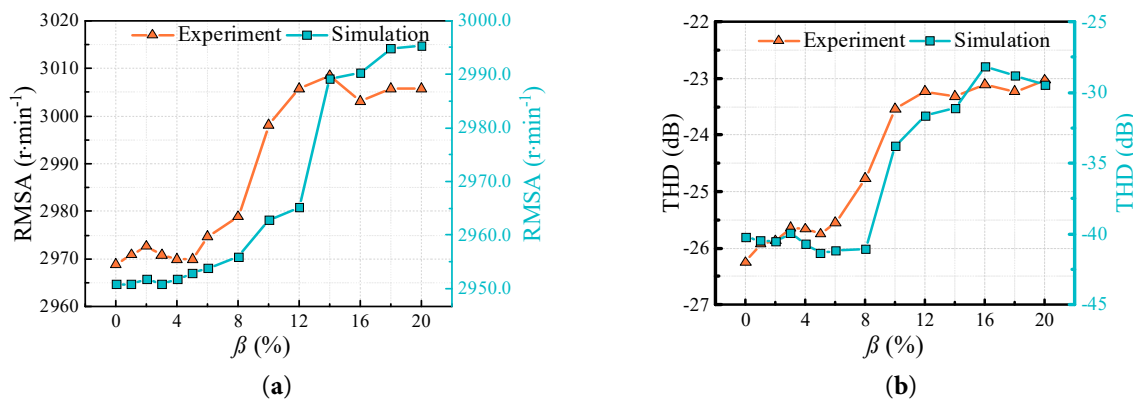 3020
3010
3000
2990
2980
2970
2960
RMSA (r·min⁻¹)
Experiment Simulation
3000.0
2990.0
2980.0
2970.0
2960.0
2950.0
RMSA (r·min⁻¹)
0 4 8 12 16 20
β (%)
(a)
-22
-23
-24
-25
-26
-27
THD (dB)
Experiment Simulation
-25
-30
-35
-40
-45
THD (dB)
0 4 8 12 16 20
β (%)
(b)